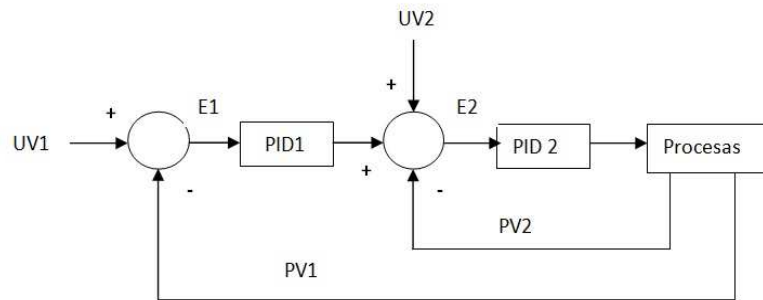 UV2
+
E1
E2
+
UV1
PID1
PID 2
Procesas
+
-
-
PV2
PV1